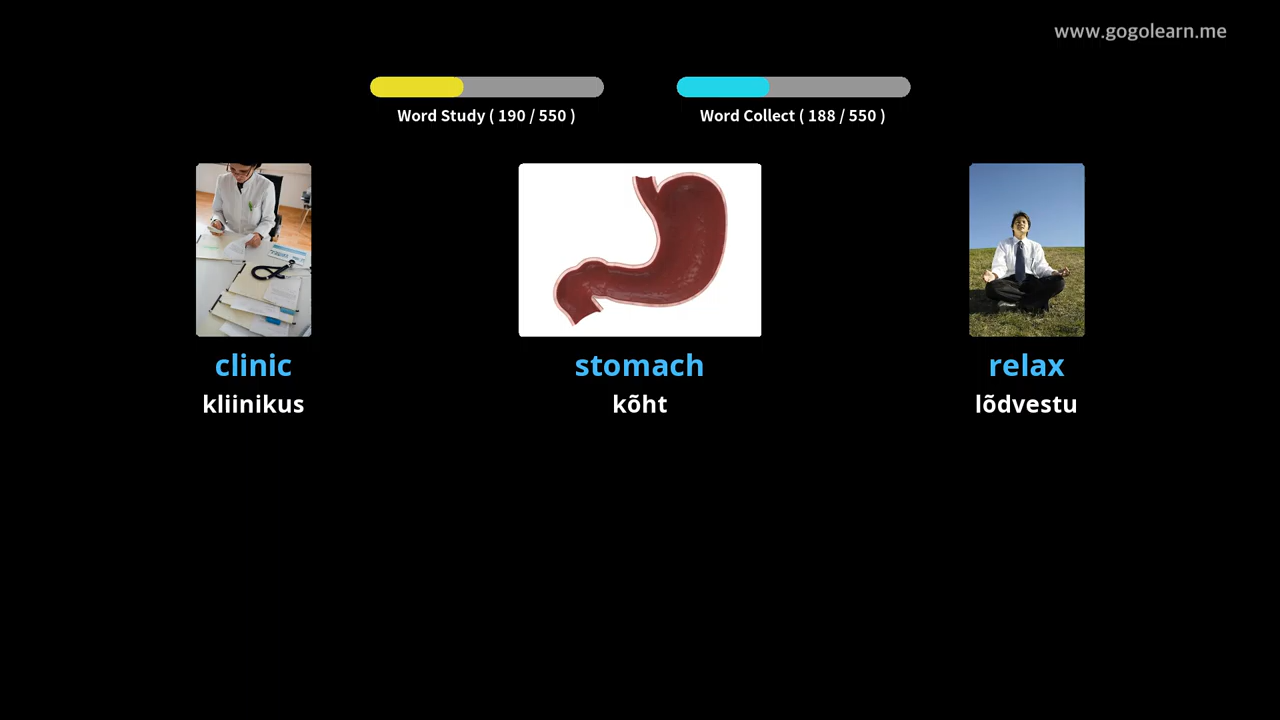 www.gogolearn.me
Word Study ( 190 / 550 )
Word Collect ( 188 / 550 )
clinic
kliinikus
stomach
kõht
relax
lõdvestu